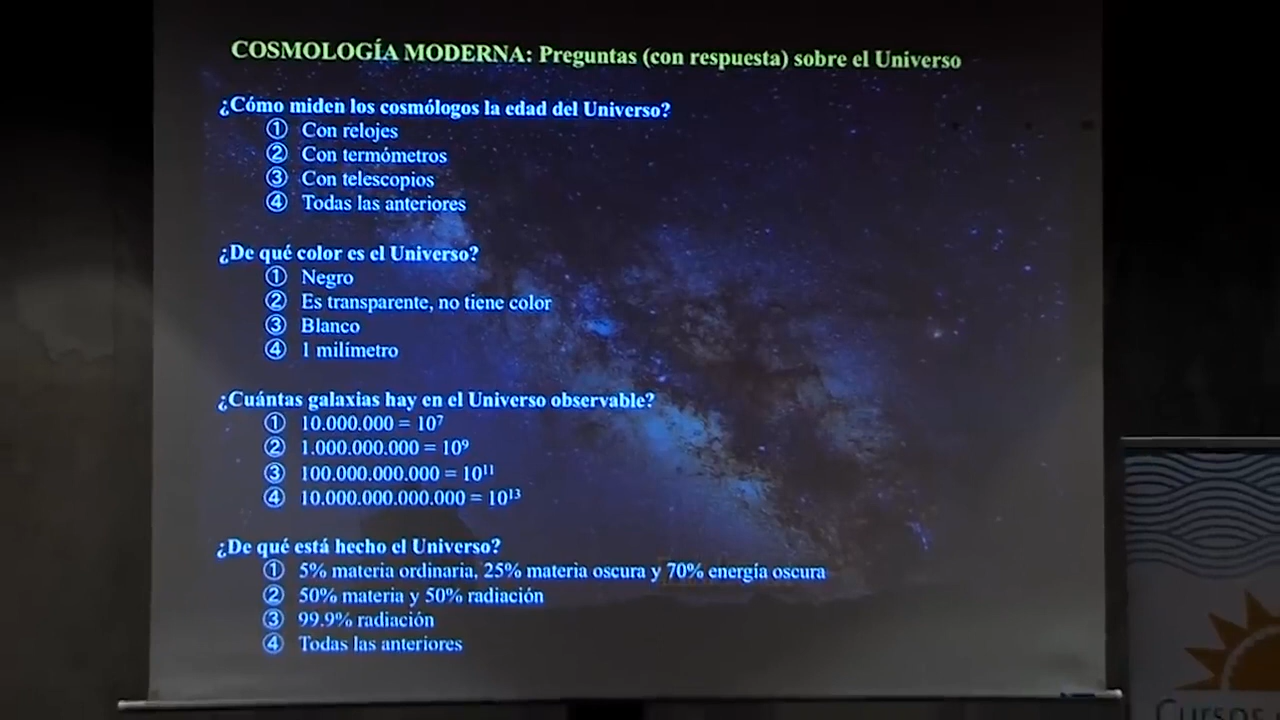 COSMOLOGÍA MODERNA: Preguntas (con respuesta) sobre el Universo
¿Cómo miden los cosmólogos la edad del Universo?
① Con relojes
② Con termómetros
③ Con telescopios
④ Todas las anteriores
¿De qué color es el Universo?
① Negro
② Es transparente, no tiene color
③ Blanco
④ 1 milímetro
¿Cuántas galaxias hay en el Universo observable?
① 10.000.000 = 10⁷
② 1.000.000.000 = 10⁹
③ 100.000.000.000 = 10¹¹
④ 10.000.000.000.000 = 10¹³
¿De qué está hecho el Universo?
① 5% materia ordinaria, 25% materia oscura y 70% energía oscura
② 50% materia y 50% radiación
③ 99.9% radiación
④ Todas las anteriores
Cursos